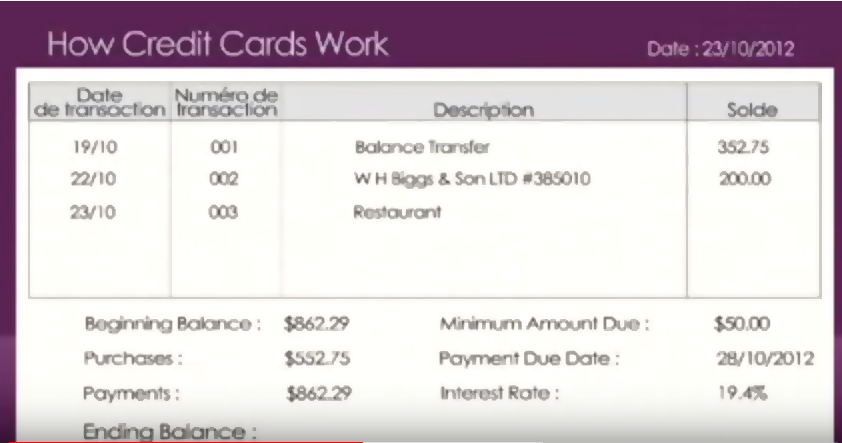 How Credit Cards Work
Date : 23/10/2012
Date de transaction Numéro de transaction Description Solde
19/10 001 Balance Transfer 352.75
22/10 002 W H Biggs & Son LTD #385010 200.00
23/10 003 Restaurant
Beginning Balance : $862.29 Minimum Amount Due : $50.00
Purchases : $552.75 Payment Due Date : 28/10/2012
Payments : $862.29 Interest Rate : 19.4%
Ending Balance :